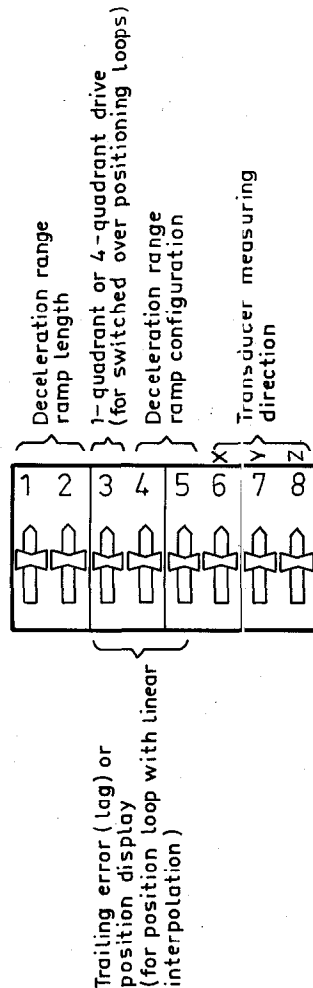 Deceleration range
ramp length
1-quadrant or 4-quadrant drive
(for switched over positioning loops)
Deceleration range
ramp configuration
Transducer measuring
direction
1
2
3
4
5
6 X
7 Y
8 Z
Trailing error (lag) or
position display
(for position loop with linear
interpolation)